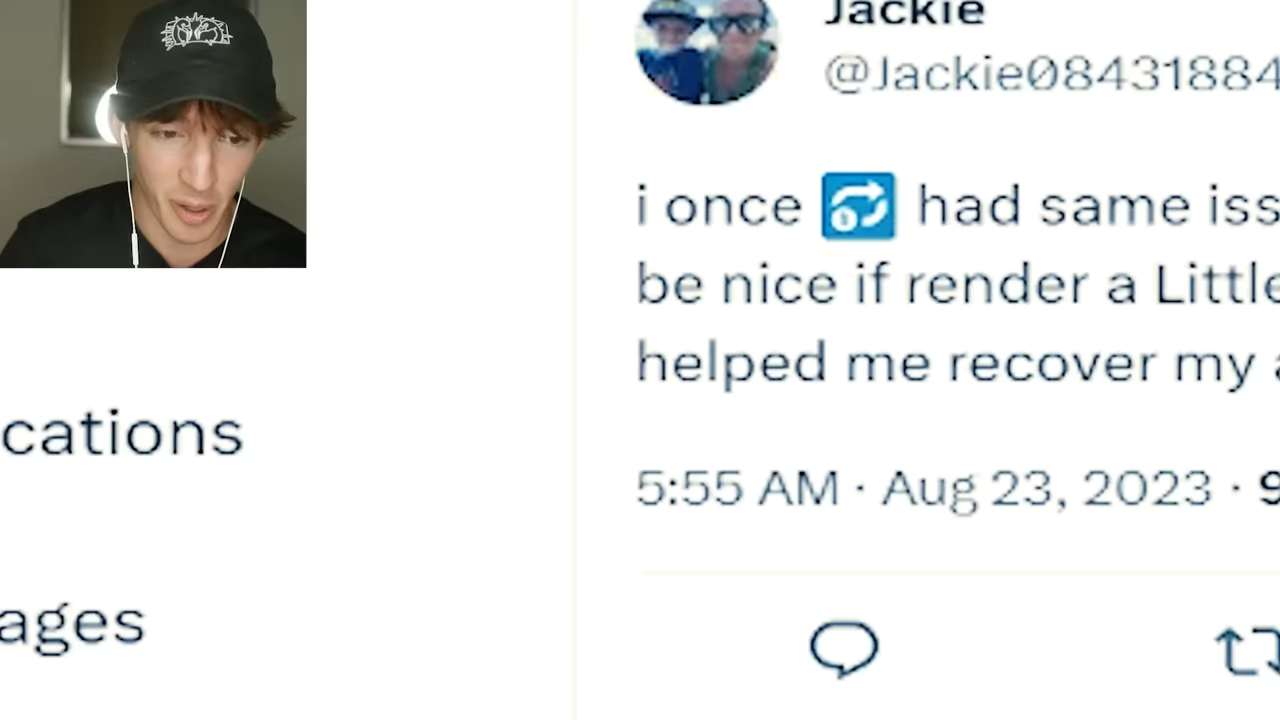 Jackie
@Jackie08431884
i once had same iss
be nice if render a Little
helped me recover my a
5:55 AM · Aug 23, 2023 · 9
cations
ages